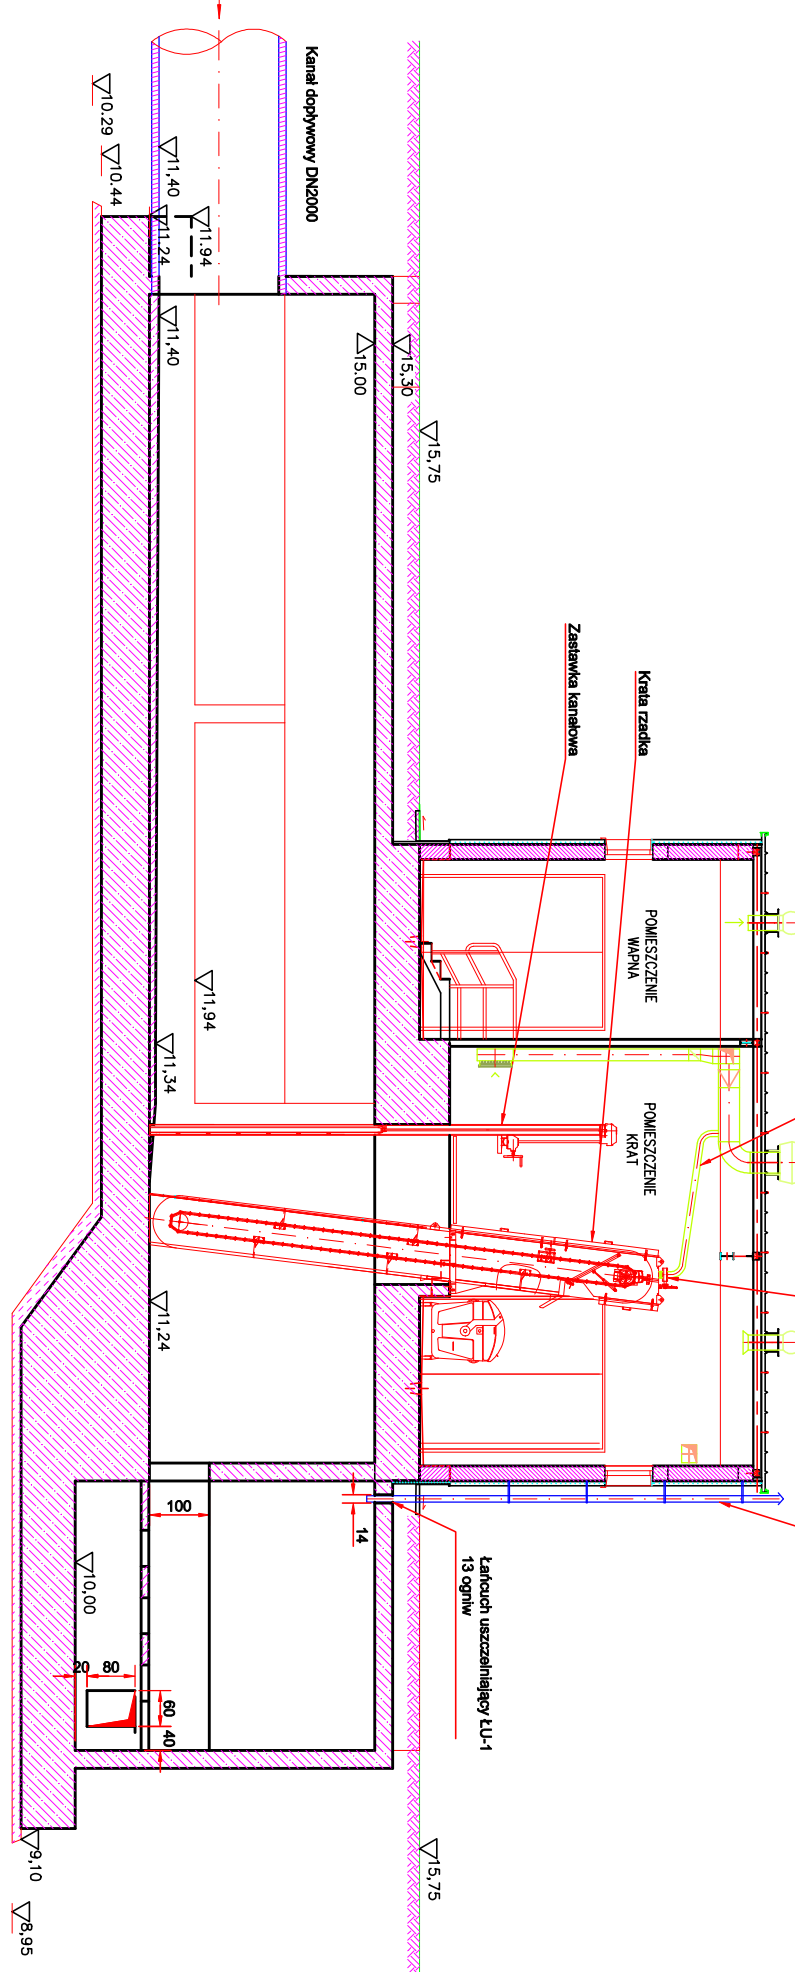 Kanał dopływowy DN2000
10.29
10.44
11,40
11.24
11.94
11,40
15.00
15,30
15,75
Zastawka kanałowa
Krata rzadka
POMIESZCZENIE
WAPNA
11,94
11,34
POMIESZCZENIE
KRAT
11,24
100
14
Łańcuch uszczelniający ŁU-1
13 ogniw
10,00
20
80
60
40
15,75
9,10
8,95